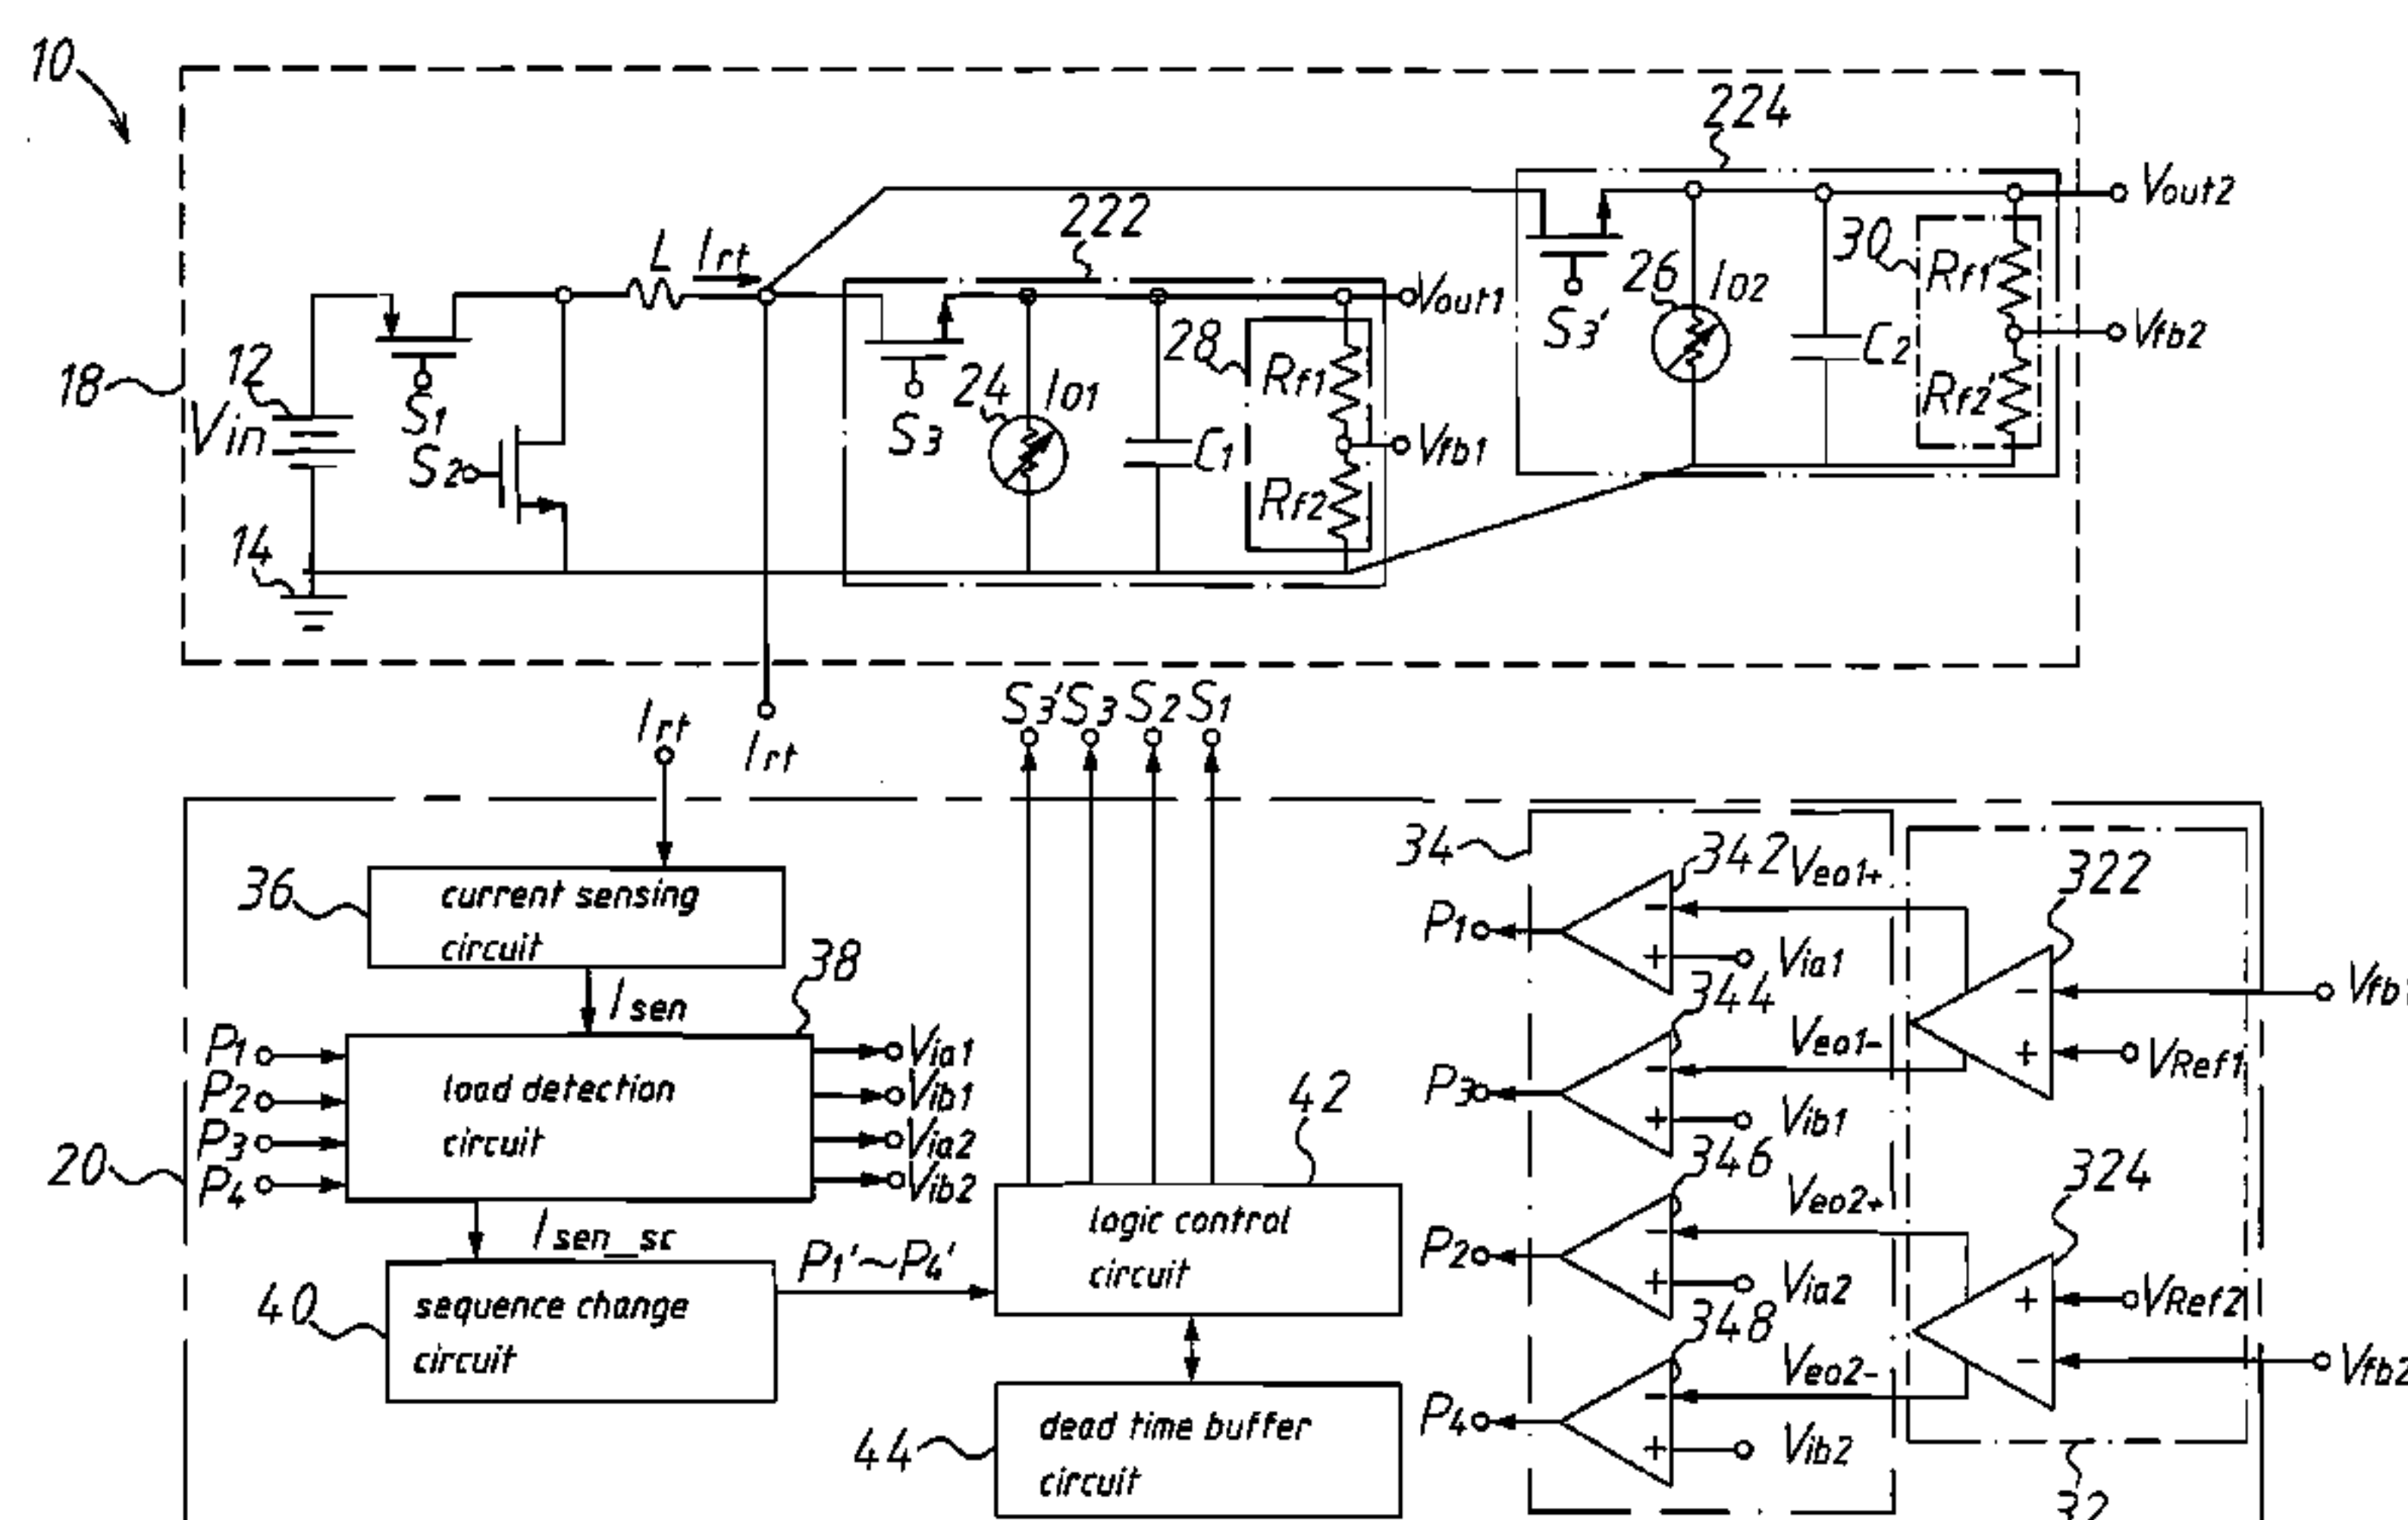 10
224
Vout2
222
30
L
Irt
Rf1'
26
IO2
Vout1
S3'
C2
Vfb2
28
Rf1
12
18
Vin
S1
24
IO1
Rf2'
S3
C1
Vfb1
S2
Rf2
14
Irt
Irt
S3' S3 S2 S1
34
342
Veo1+
322
36
current sensing
circuit
P1
38
Via1
344
Isen
P1
Via1
Veo1-
VRef1
load detection
circuit
P2
Vib1
42
P3
P3
Via2
Vib1
20
P4
Vib2
346
324
Veo2+
logic control
circuit
Isen_sc
P1'~P4'
P2
40
sequence change
circuit
Via2
VRef2
348
Veo2-
Vfb2
dead time buffer
circuit
P4
44
Vib2